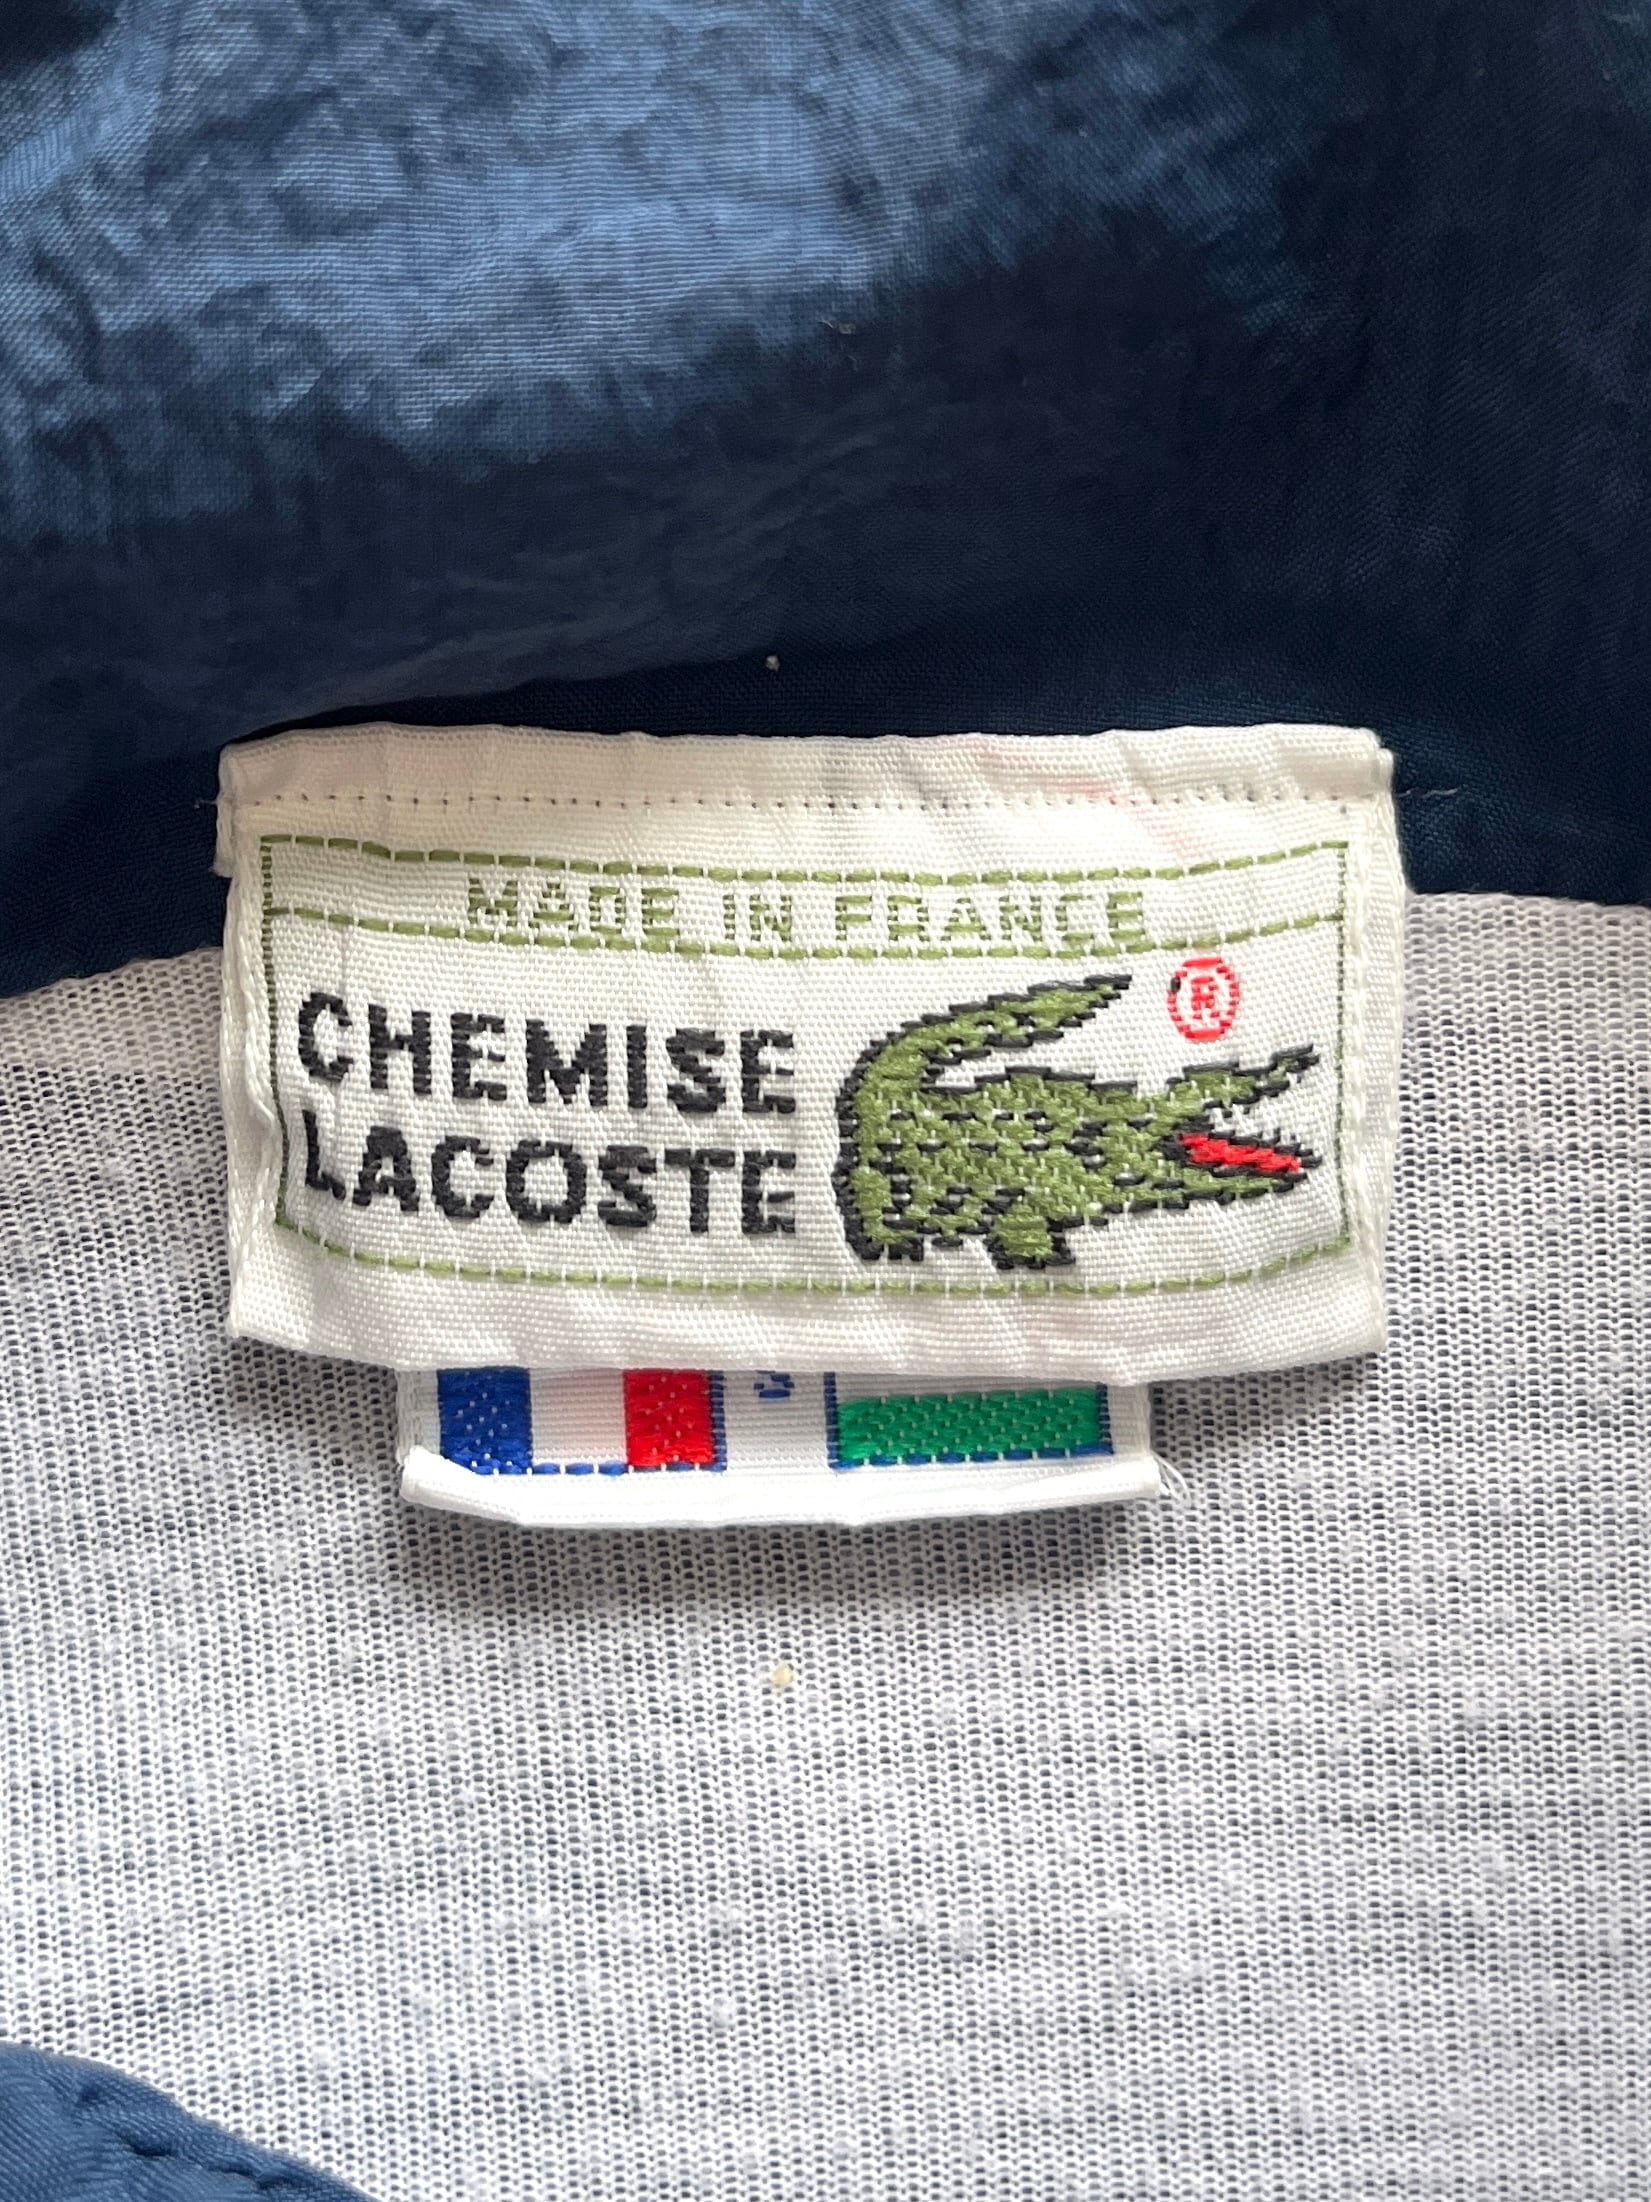 MADE IN FRANCE
®
CHEMISE
LACOSTE